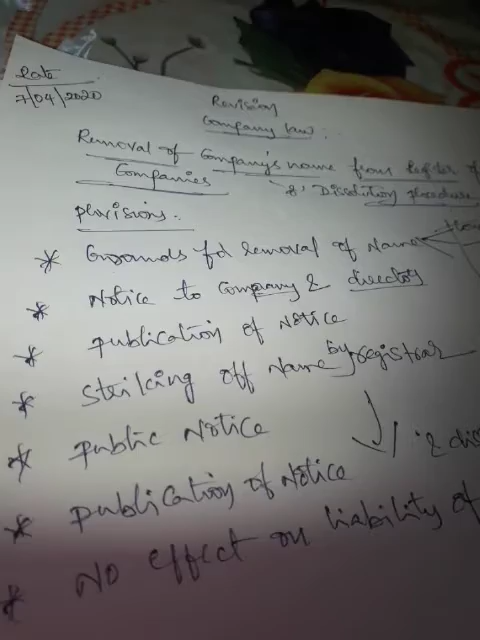 Date
7/04/2020
Revision
Company law :
Removal of Company's name from Register of
Companies & Dissolution procedure
provisions.
* Grounds for removal of Name
* Notice to Company & directors
* publication of Notice
* Striking off Name by registrar
* public Notice
* publication of Notice
* No effect on liability of